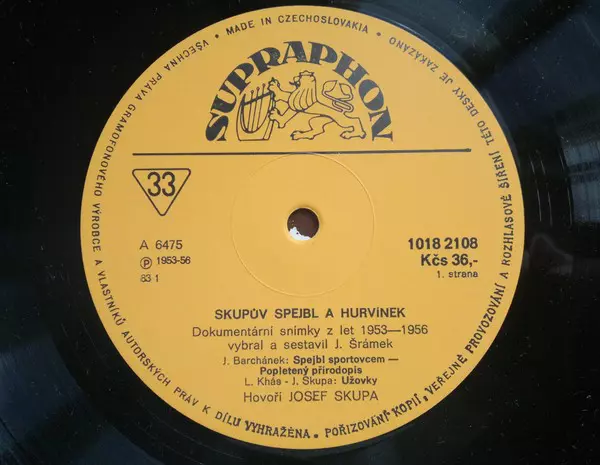 VŠECHNA PRÁVA GRAMOFONOVÉHO VÝROBCE A VLASTNÍKŮ AUTORSKÝCH PRÁV K DÍLU VYHRAŽENA. POŘIZOVÁNÍ KOPIÍ, VEŘEJNÉ PROVOZOVÁNÍ A ROZHLASOVÉ ŠÍŘENÍ TÉTO DESKY JE ZAKÁZÁNO • MADE IN CZECHOSLOVAKIA •
SUPRAPHON
33
A 6475
Ⓟ 1953-56
83 1
1018 2108
Kčs 36,-
1. strana
SKUPŮV SPEJBL A HURVÍNEK
Dokumentární snímky z let 1953—1956
vybral a sestavil J. Šrámek
J. Barchánek: Spejbl sportovcem —
Popletený přírodopis
L. Khás - J. Skupa: Užovky
Hovoří JOSEF SKUPA